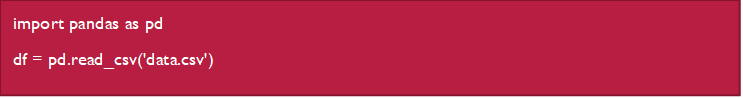 import pandas as pd
df = pd.read_csv('data.csv')